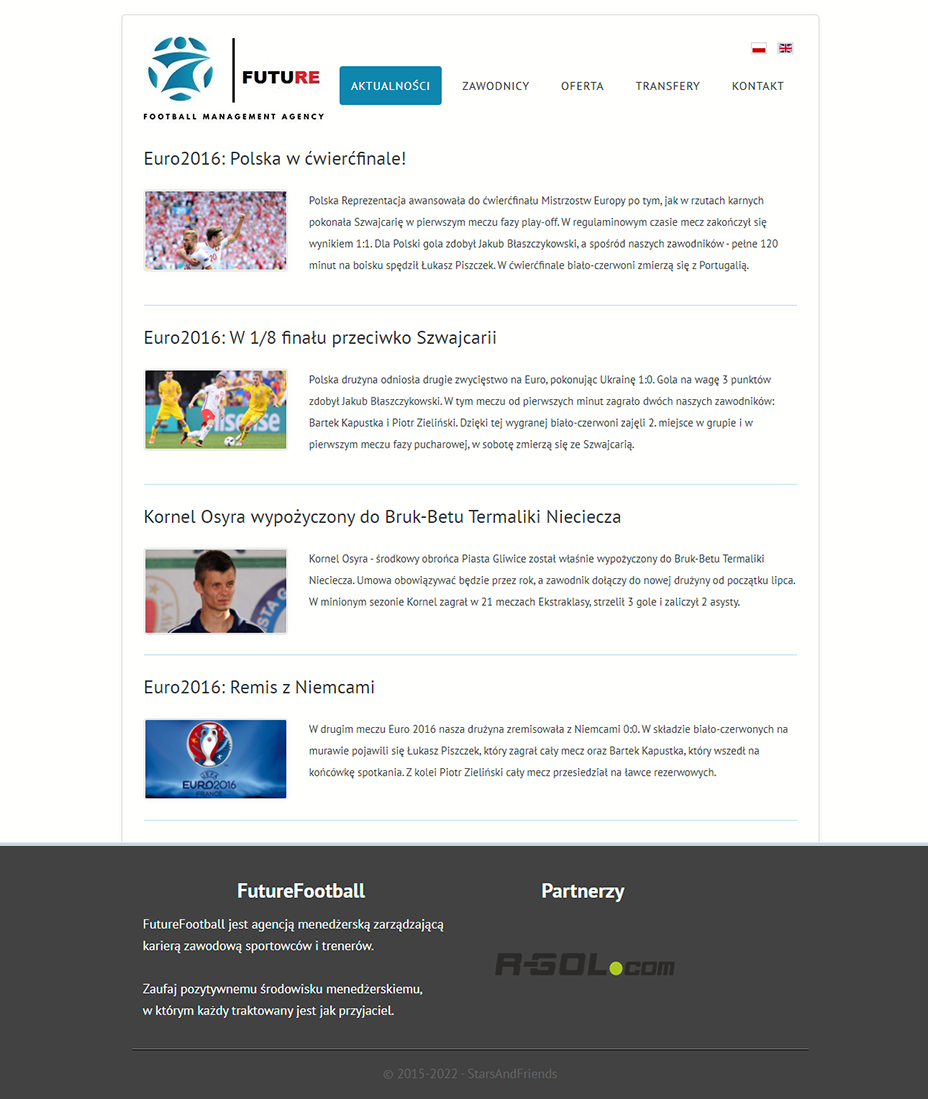 FUTURE
FOOTBALL MANAGEMENT AGENCY
AKTUALNOŚCI ZAWODNICY OFERTA TRANSFERY KONTAKT
Euro2016: Polska w ćwierćfinale!
Polska Reprezentacja awansowała do ćwierćfinału Mistrzostw Europy po tym, jak w rzutach karnych
pokonała Szwajcarię w pierwszym meczu fazy play-off. W regulaminowym czasie mecz zakończył się
wynikiem 1:1. Dla Polski gola zdobył Jakub Błaszczykowski, a spośród naszych zawodników - pełne 120
minut na boisku spędził Łukasz Piszczek. W ćwierćfinale biało-czerwoni zmierzą się z Portugalią.
Euro2016: W 1/8 finału przeciwko Szwajcarii
Polska drużyna odniosła drugie zwycięstwo na Euro, pokonując Ukrainę 1:0. Gola na wagę 3 punktów
zdobył Jakub Błaszczykowski. W tym meczu od pierwszych minut zagrało dwóch naszych zawodników:
Bartek Kapustka i Piotr Zieliński. Dzięki tej wygranej biało-czerwoni zajęli 2. miejsce w grupie i w
pierwszym meczu fazy pucharowej, w sobotę zmierzą się ze Szwajcarią.
Hisense
Kornel Osyra wypożyczony do Bruk-Betu Termaliki Nieciecza
Kornel Osyra - środkowy obrońca Piasta Gliwice został właśnie wypożyczony do Bruk-Betu Termaliki
Nieciecza. Umowa obowiązywać będzie przez rok, a zawodnik dołączy do nowej drużyny od początku lipca.
W minionym sezonie Kornel zagrał w 21 meczach Ekstraklasy, strzelił 3 gole i zaliczył 2 asysty.
Euro2016: Remis z Niemcami
W drugim meczu Euro 2016 nasza drużyna zremisowała z Niemcami 0:0. W składzie biało-czerwonych na
murawie pojawili się Łukasz Piszczek, który zagrał cały mecz oraz Bartek Kapustka, który wszedł na
końcówkę spotkania. Z kolei Piotr Zieliński cały mecz przesiedział na ławce rezerwowych.
UEFA
EURO2016
FRANCE
FutureFootball
Partnerzy
FutureFootball jest agencją menedżerską zarządzającą
karierą zawodową sportowców i trenerów.
R-GOL.com
Zaufaj pozytywnemu środowisku menedżerskiemu,
w którym każdy traktowany jest jak przyjaciel.
© 2015-2022 - StarsAndFriends